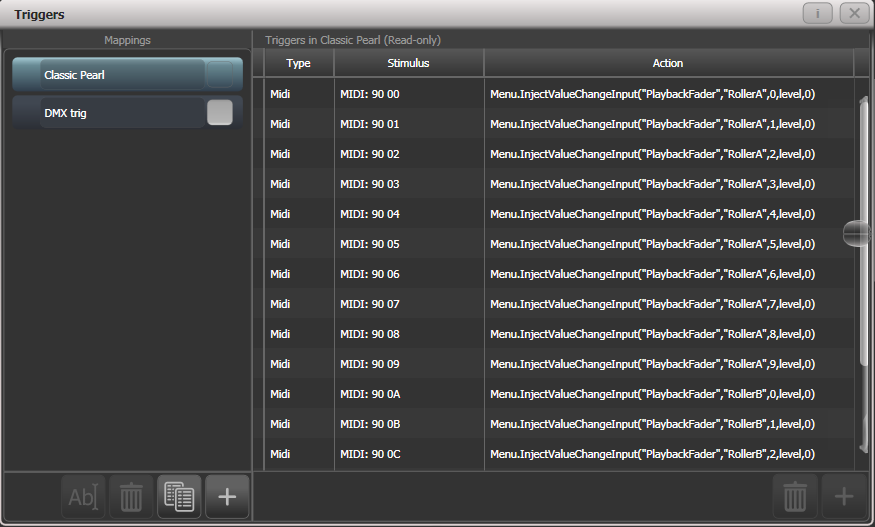 Triggers
Mappings
Triggers in Classic Pearl (Read-only)
Classic Pearl
DMX trig
Type Stimulus Action
Midi MIDI: 90 00 Menu.InjectValueChangeInput("PlaybackFader","RollerA",0,level,0)
Midi MIDI: 90 01 Menu.InjectValueChangeInput("PlaybackFader","RollerA",1,level,0)
Midi MIDI: 90 02 Menu.InjectValueChangeInput("PlaybackFader","RollerA",2,level,0)
Midi MIDI: 90 03 Menu.InjectValueChangeInput("PlaybackFader","RollerA",3,level,0)
Midi MIDI: 90 04 Menu.InjectValueChangeInput("PlaybackFader","RollerA",4,level,0)
Midi MIDI: 90 05 Menu.InjectValueChangeInput("PlaybackFader","RollerA",5,level,0)
Midi MIDI: 90 06 Menu.InjectValueChangeInput("PlaybackFader","RollerA",6,level,0)
Midi MIDI: 90 07 Menu.InjectValueChangeInput("PlaybackFader","RollerA",7,level,0)
Midi MIDI: 90 08 Menu.InjectValueChangeInput("PlaybackFader","RollerA",8,level,0)
Midi MIDI: 90 09 Menu.InjectValueChangeInput("PlaybackFader","RollerA",9,level,0)
Midi MIDI: 90 0A Menu.InjectValueChangeInput("PlaybackFader","RollerB",0,level,0)
Midi MIDI: 90 0B Menu.InjectValueChangeInput("PlaybackFader","RollerB",1,level,0)
Midi MIDI: 90 0C Menu.InjectValueChangeInput("PlaybackFader","RollerB",2,level,0)
Ab